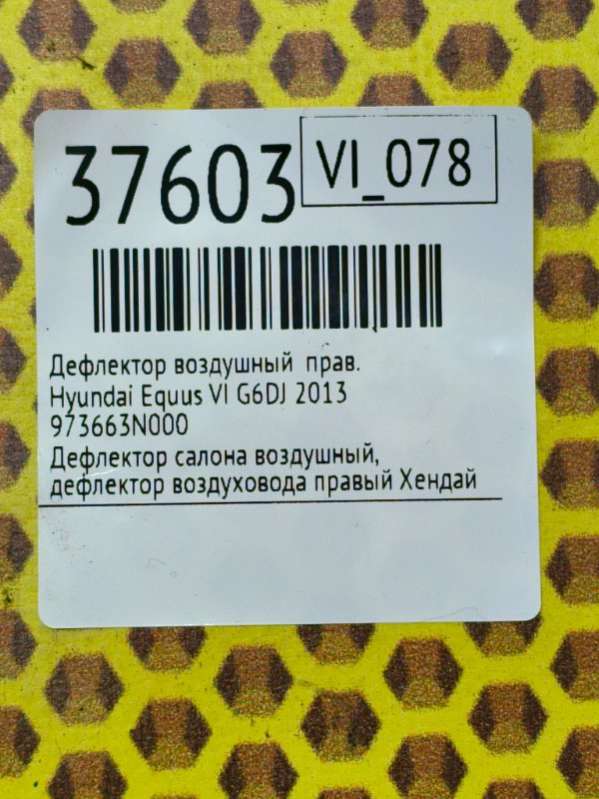 37603
VI_078
Дефлектор воздушный прав.
Hyundai Equus VI G6DJ 2013
973663N000
Дефлектор салона воздушный,
дефлектор воздуховода правый Хендай